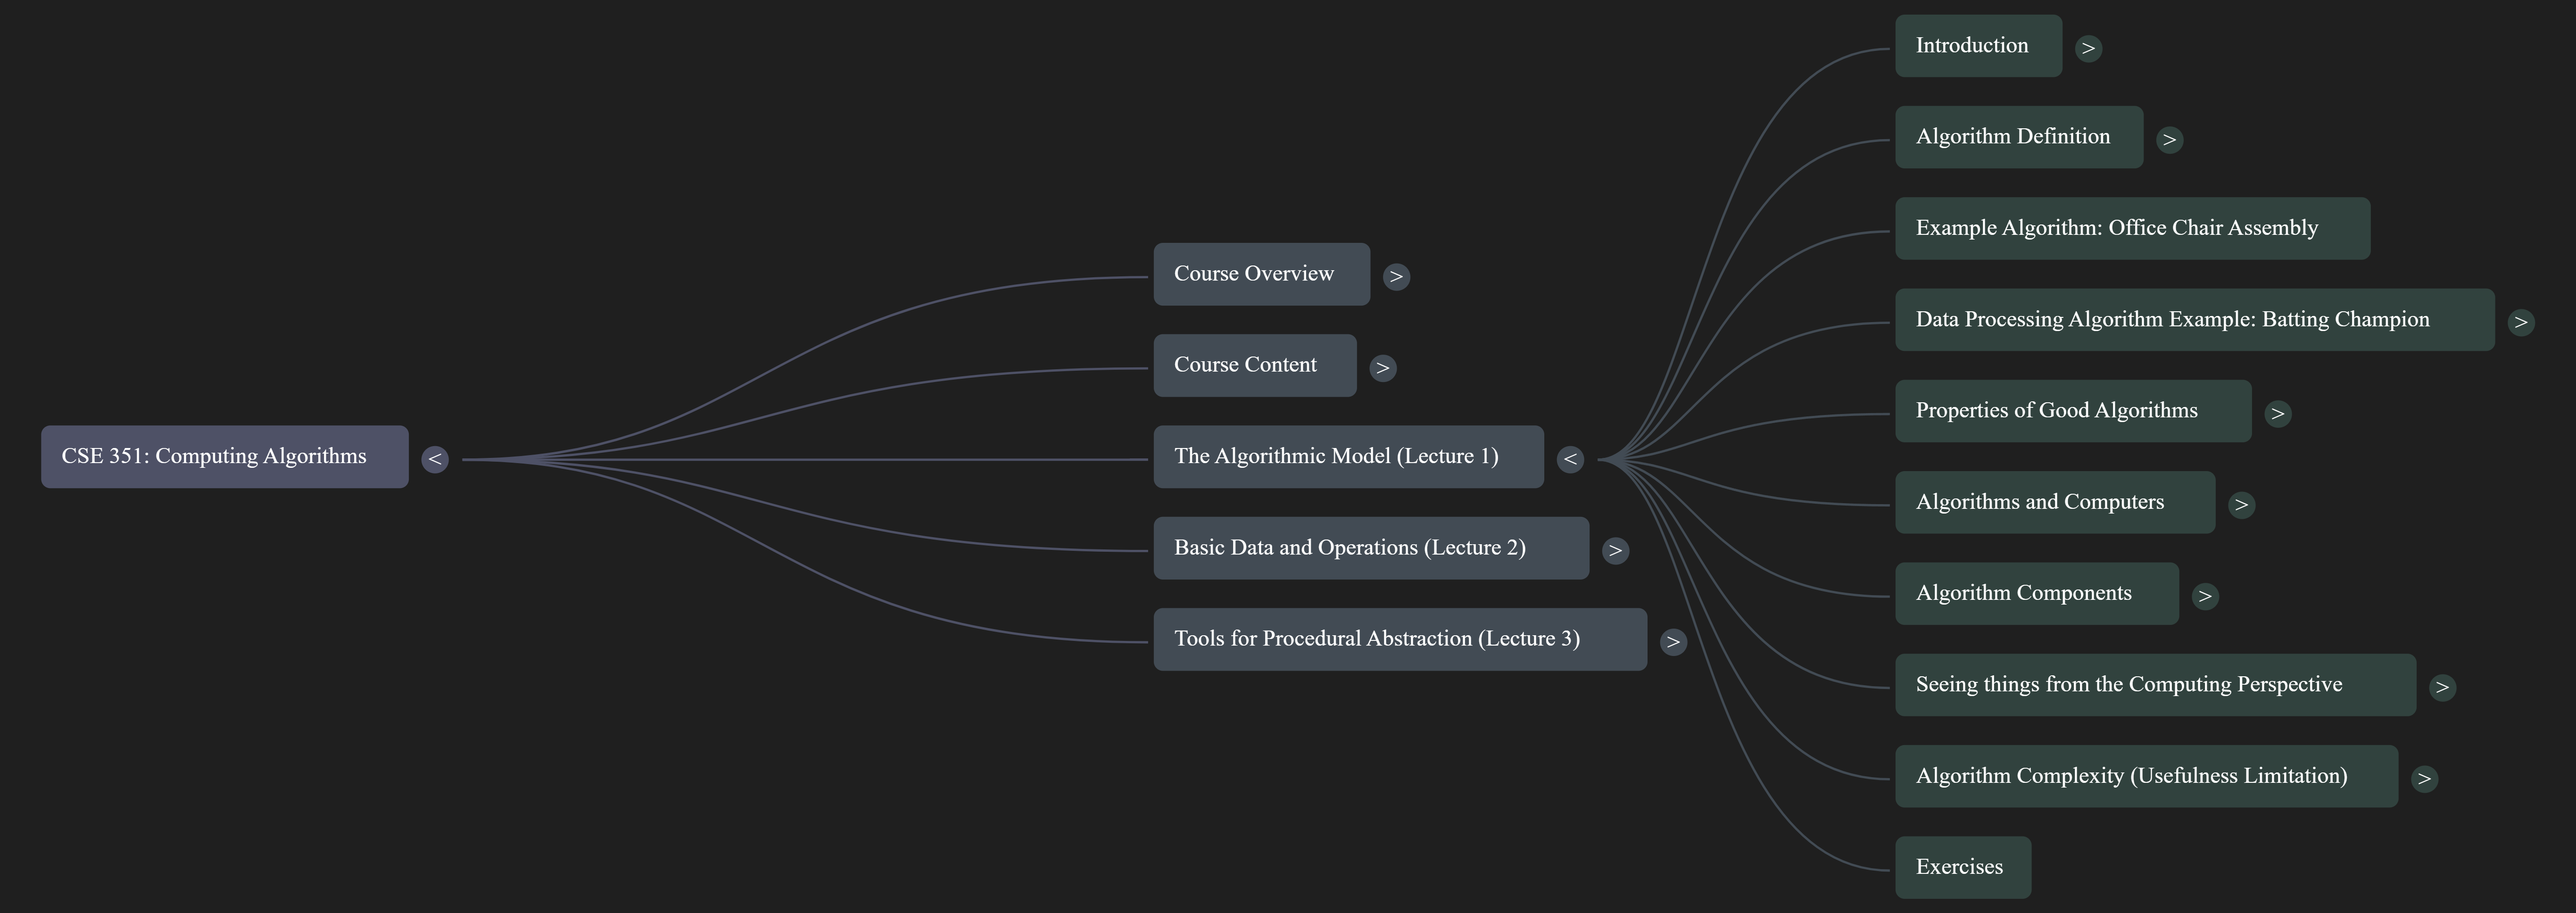 CSE 351: Computing Algorithms
<
Course Overview
>
Course Content
>
The Algorithmic Model (Lecture 1)
<
Basic Data and Operations (Lecture 2)
>
Tools for Procedural Abstraction (Lecture 3)
>
Introduction
>
Algorithm Definition
>
Example Algorithm: Office Chair Assembly
Data Processing Algorithm Example: Batting Champion
>
Properties of Good Algorithms
>
Algorithms and Computers
>
Algorithm Components
>
Seeing things from the Computing Perspective
>
Algorithm Complexity (Usefulness Limitation)
>
Exercises